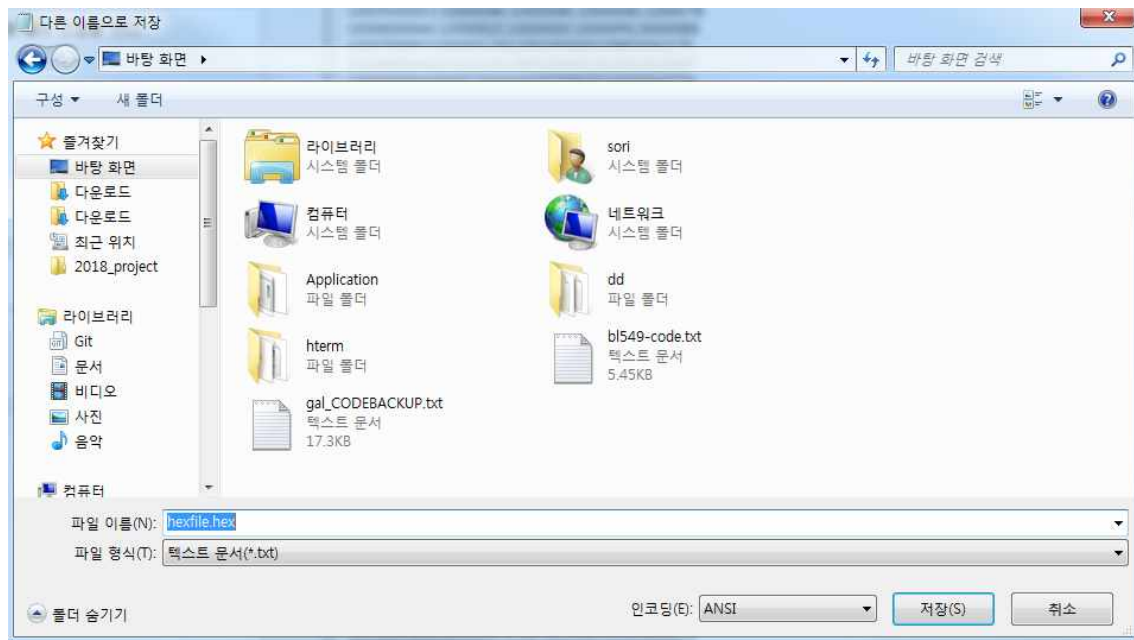 다른 이름으로 저장
바탕 화면
바탕 화면 검색
구성
새 폴더
즐겨찾기
바탕 화면
다운로드
다운로드
최근 위치
2018_project
라이브러리
Git
문서
비디오
사진
음악
컴퓨터
라이브러리
시스템 폴더
sori
시스템 폴더
컴퓨터
시스템 폴더
네트워크
시스템 폴더
Application
파일 폴더
dd
파일 폴더
hterm
파일 폴더
bl549-code.txt
텍스트 문서
5.45KB
gal_CODEBACKUP.txt
텍스트 문서
17.3KB
파일 이름(N): hexfile.hex
파일 형식(T): 텍스트 문서(*.txt)
폴더 숨기기
인코딩(E): ANSI
저장(S)
취소